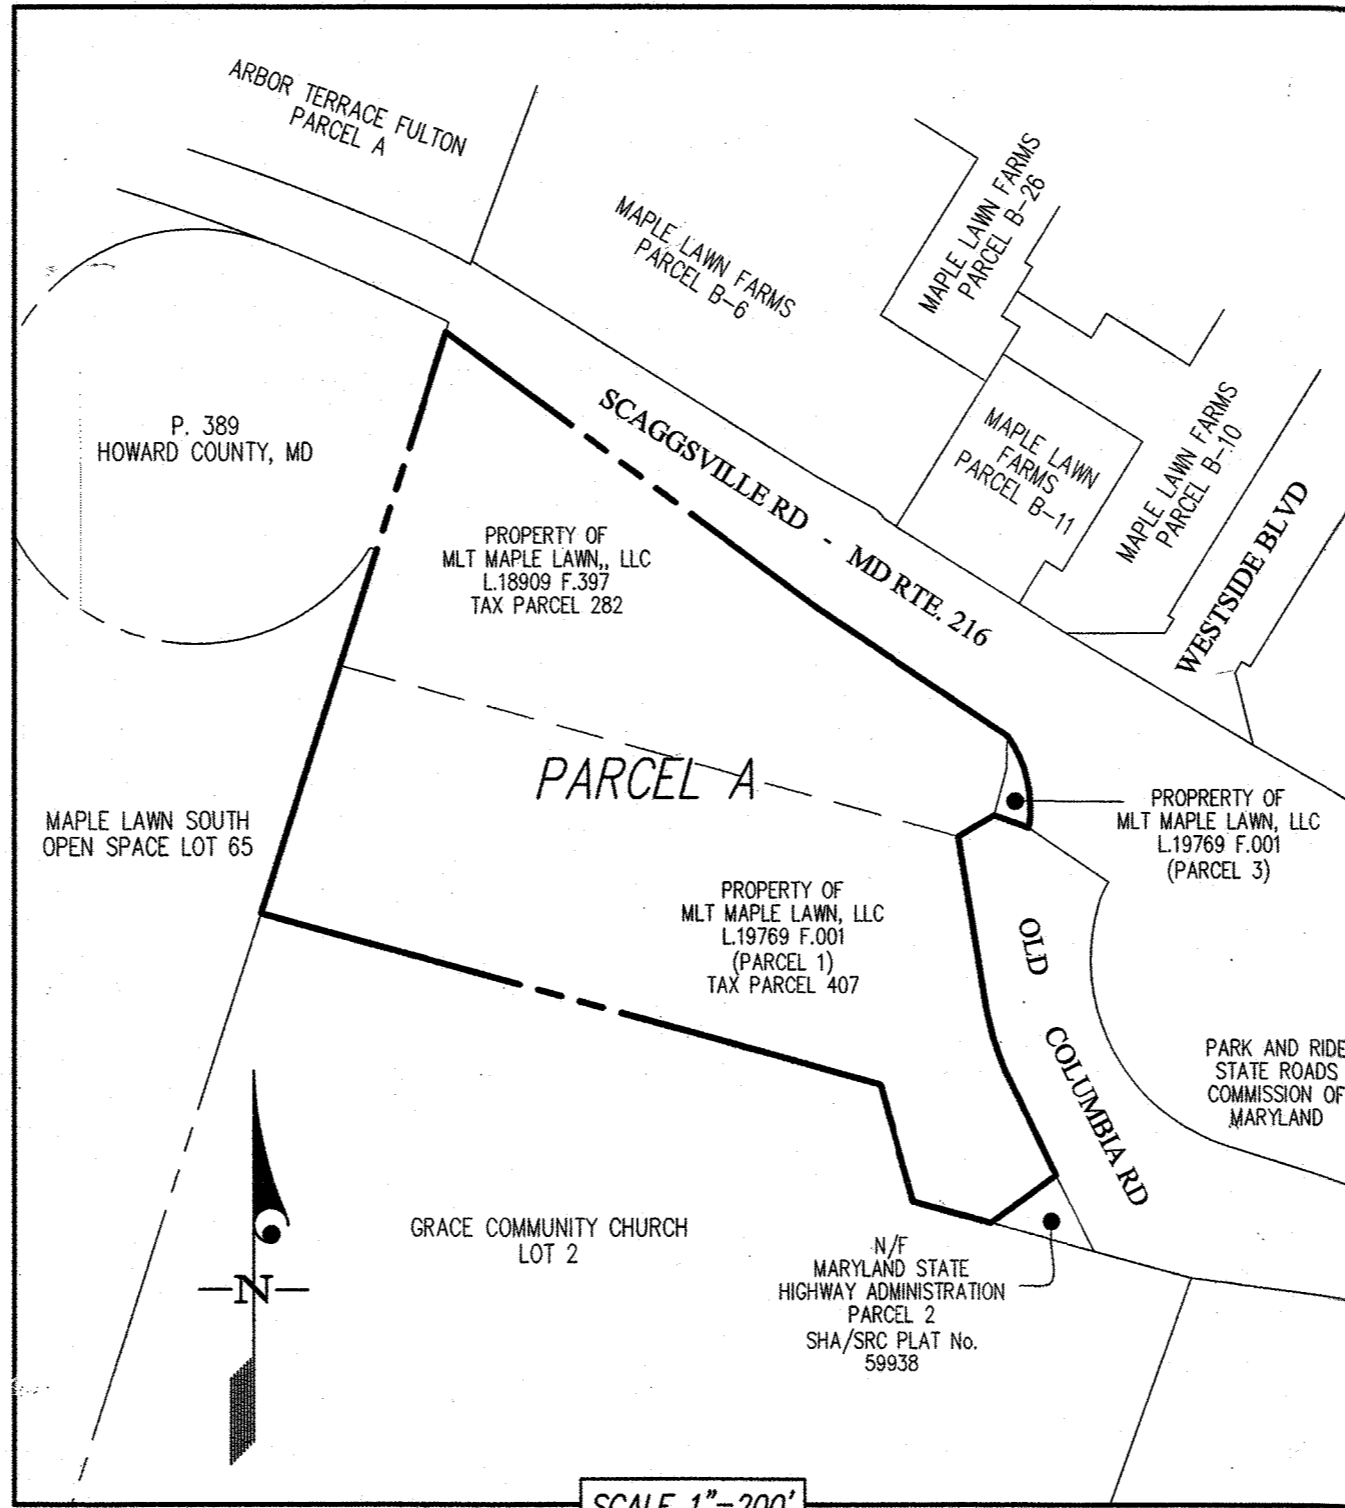 ARBOR TERRACE FULTON
PARCEL A
MAPLE LAWN FARMS
PARCEL B-6
MAPLE LAWN FARMS
PARCEL B-26
P. 389
HOWARD COUNTY, MD
SCAGGSVILLE RD - MD RTE. 216
MAPLE LAWN
FARMS
PARCEL B-11
MAPLE LAWN FARMS
PARCEL B-10
WESTSIDE BLVD
PROPERTY OF
MLT MAPLE LAWN,, LLC
L.18909 F.397
TAX PARCEL 282
PARCEL A
MAPLE LAWN SOUTH
OPEN SPACE LOT 65
PROPRERTY OF
MLT MAPLE LAWN, LLC
L.19769 F.001
(PARCEL 3)
PROPERTY OF
MLT MAPLE LAWN, LLC
L.19769 F.001
(PARCEL 1)
TAX PARCEL 407
OLD COLUMBIA RD
PARK AND RIDE
STATE ROADS
COMMISSION OF
MARYLAND
GRACE COMMUNITY CHURCH
LOT 2
N/F
MARYLAND STATE
HIGHWAY ADMINISTRATION
PARCEL 2
SHA/SRC PLAT No.
59938
N
SCALE 1"=200'